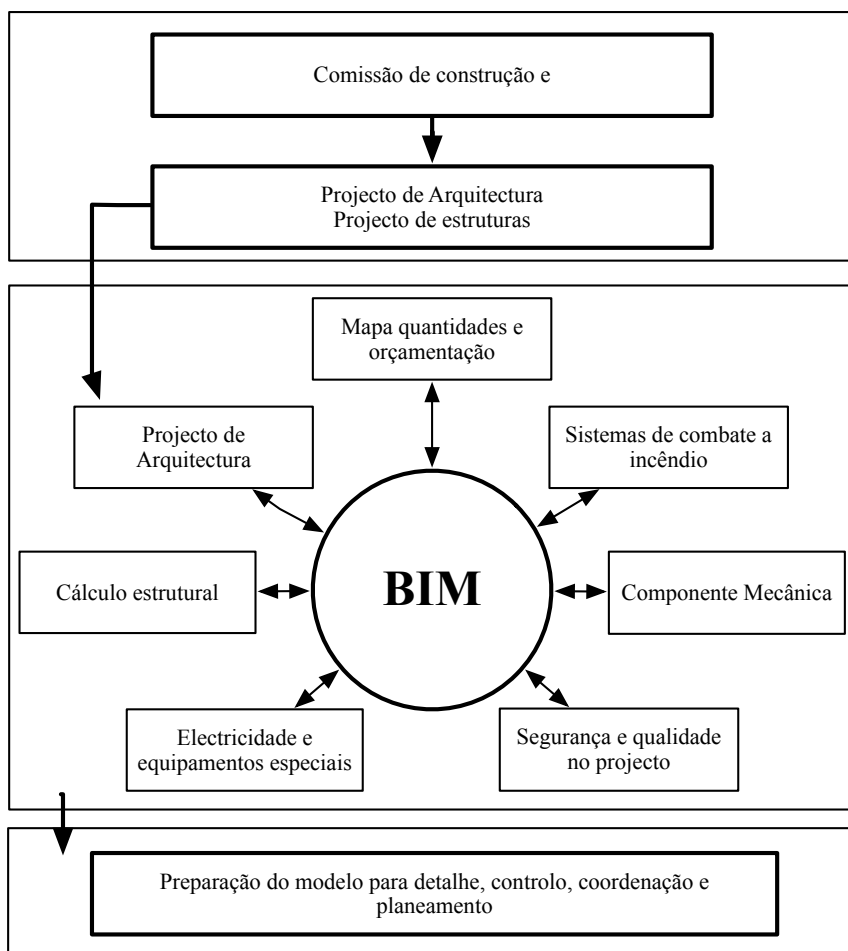 Comissão de construção e
Projecto de Arquitectura
Projecto de estruturas
Mapa quantidades e
orçamentação
Projecto de
Arquitectura
Sistemas de combate a
incêndio
Cálculo estrutural
BIM
Componente Mecânica
Electricidade e
equipamentos especiais
Segurança e qualidade
no projecto
Preparação do modelo para detalhe, controlo, coordenação e
planeamento